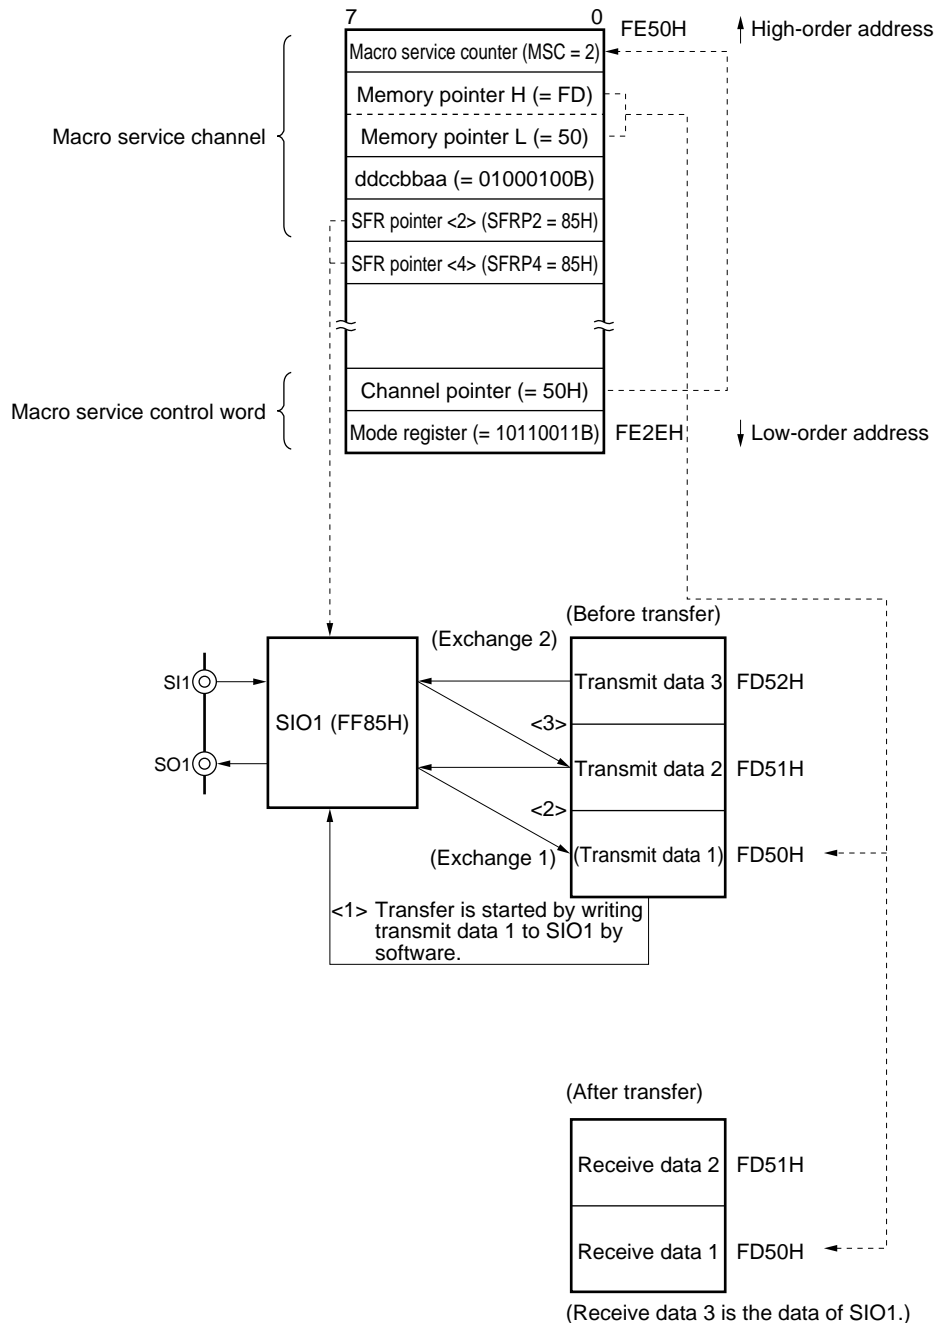 7 0
FE50H
High-order address
Macro service counter (MSC = 2)
Memory pointer H (= FD)
Macro service channel
Memory pointer L (= 50)
ddccbbaa (= 01000100B)
SFR pointer <2> (SFRP2 = 85H)
SFR pointer <4> (SFRP4 = 85H)
Channel pointer (= 50H)
Macro service control word
Mode register (= 10110011B)
FE2EH
Low-order address
(Before transfer)
(Exchange 2)
SI1
Transmit data 3
FD52H
SIO1 (FF85H)
<3>
SO1
Transmit data 2
FD51H
<2>
(Exchange 1)
(Transmit data 1)
FD50H
<1> Transfer is started by writing
transmit data 1 to SIO1 by
software.
(After transfer)
Receive data 2
FD51H
Receive data 1
FD50H
(Receive data 3 is the data of SIO1.)